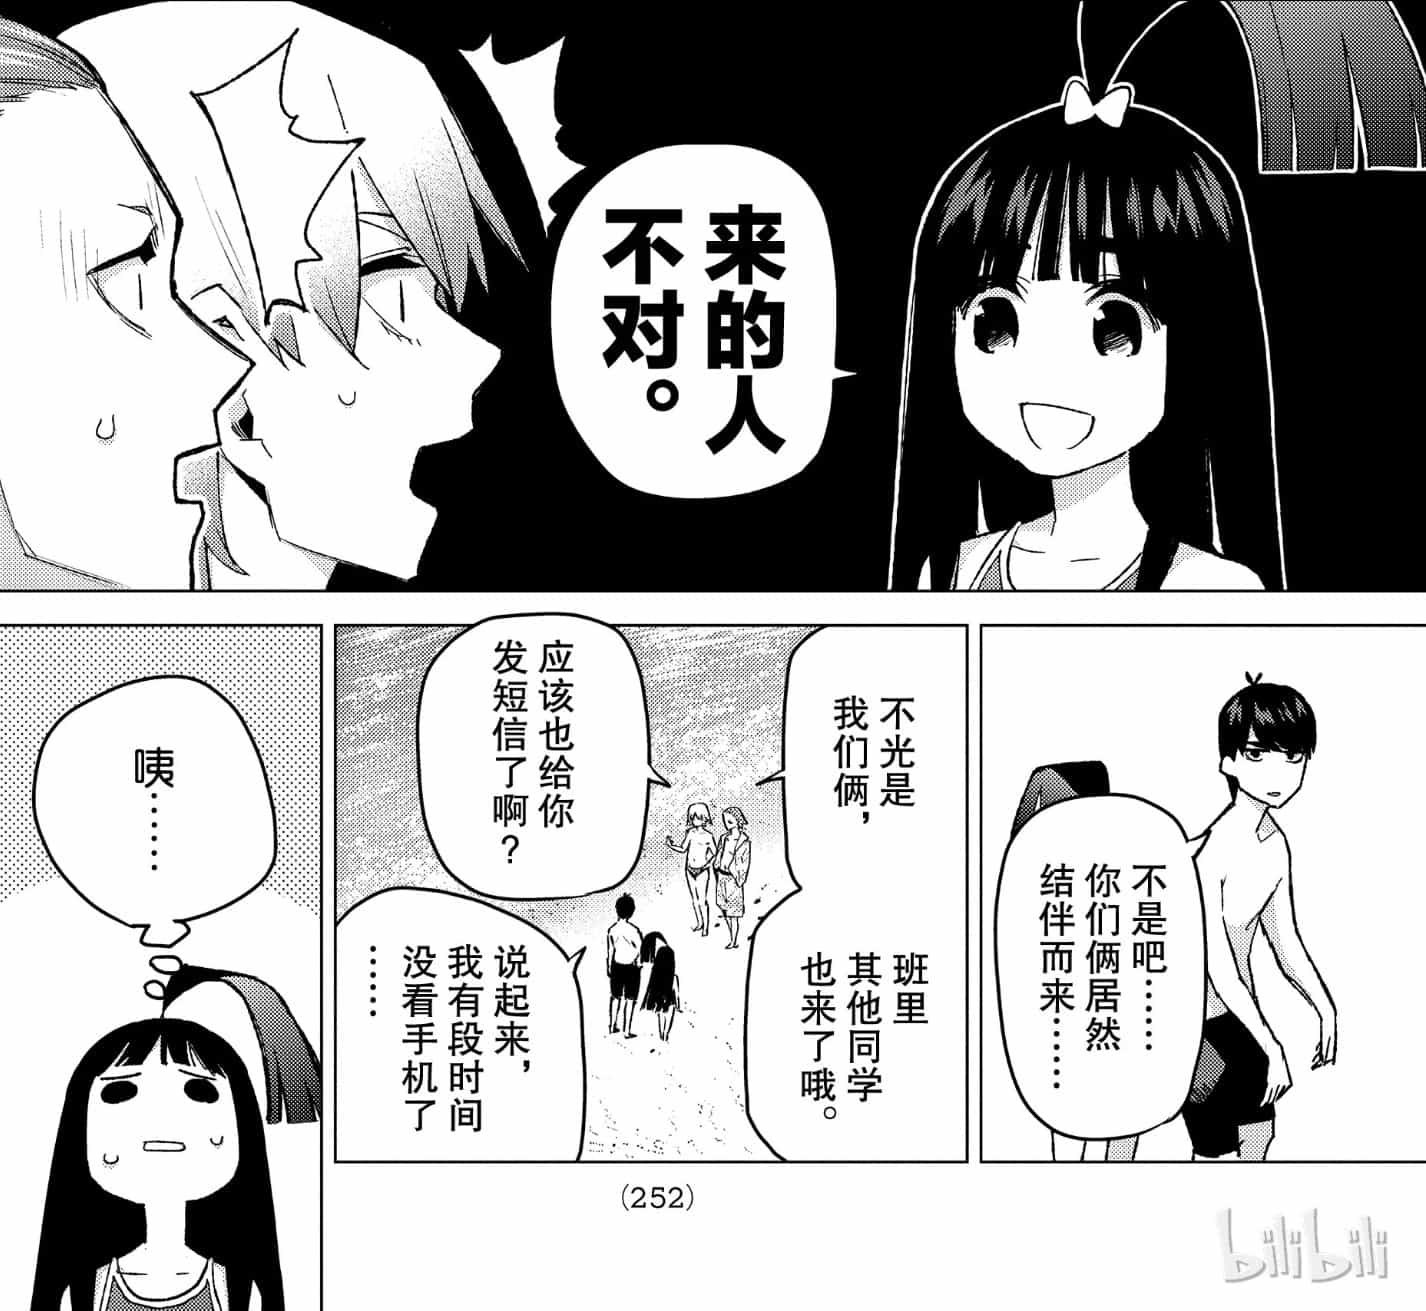 来的人
不对。
不是吧……
你们俩居然
结伴而来……
不光是
我们俩，
班里
其他同学
也来了哦。
应该也给你
发短信了啊？
说起来，
我有段时间
没看手机了
……
咦……
（252）
bilibili